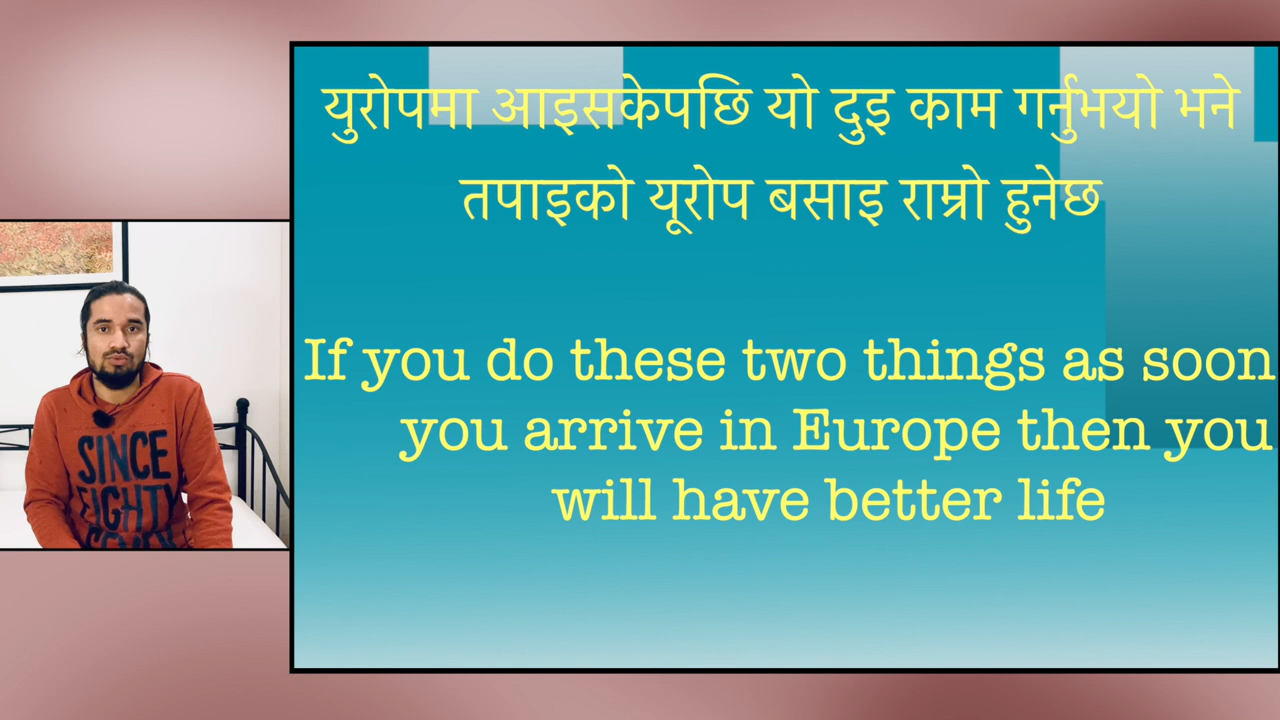 युरोपमा आइसकेपछि यो दुइ काम गर्नुभयो भने
तपाइको यूरोप बसाइ राम्रो हुनेछ
If you do these two things as soon
you arrive in Europe then you
will have better life
SINCE
EIGHTY